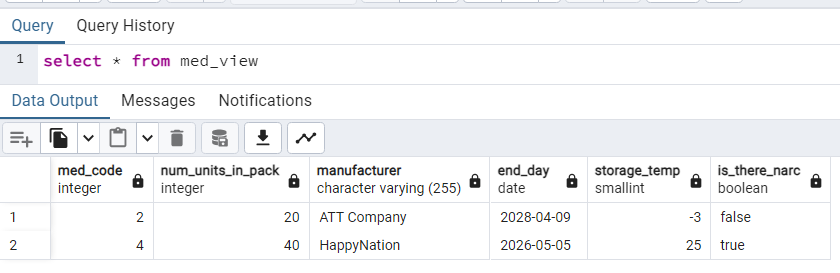 Query Query History
1 select * from med_view
Data Output Messages Notifications
med_code num_units_in_pack manufacturer end_day storage_temp is_there_narc
integer integer character varying (255) date smallint boolean
1 2 20 ATT Company 2028-04-09 -3 false
2 4 40 HappyNation 2026-05-05 25 true